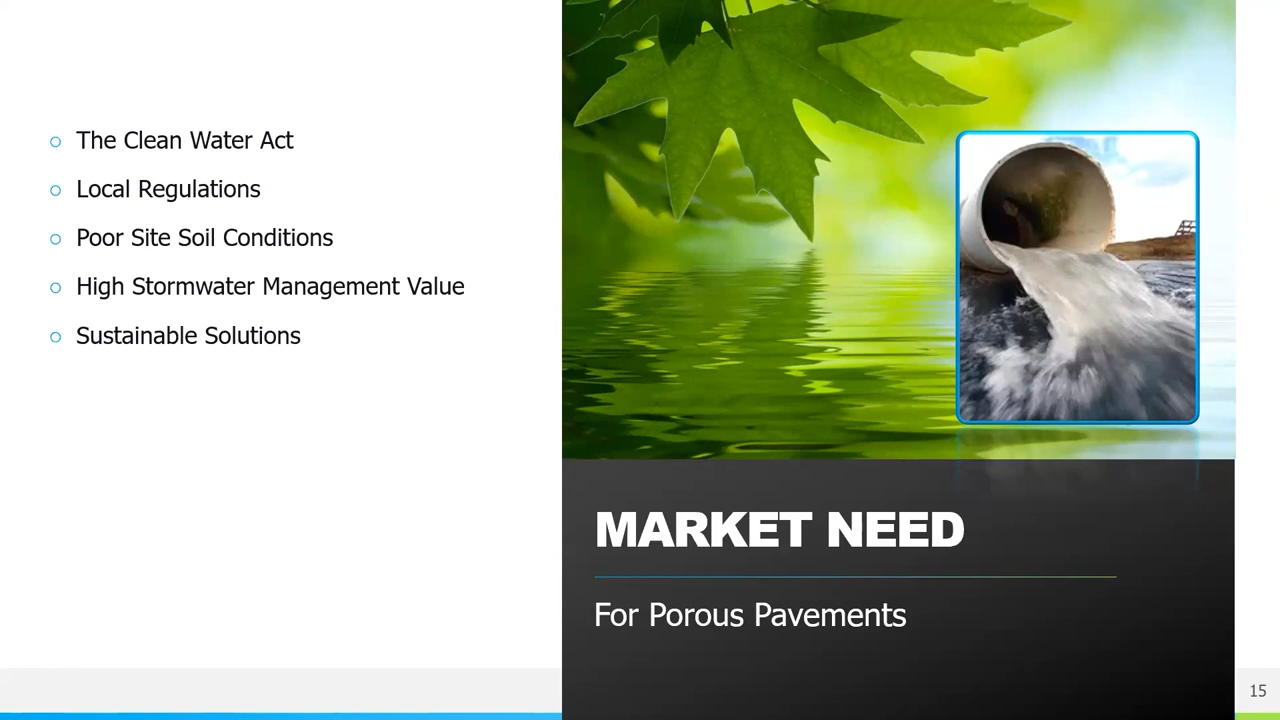 The Clean Water Act
Local Regulations
Poor Site Soil Conditions
High Stormwater Management Value
Sustainable Solutions
MARKET NEED
For Porous Pavements
15